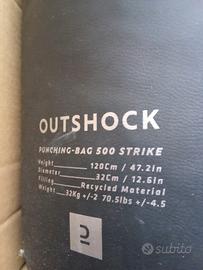 OUTSHOCK
PUNCHING-BAG 500 STRIKE
Height 120Cm / 47.2in
Diameter 32Cm / 12.6in
Filling Recycled Material
Weight 32Kg +/-2 70.5lbs +/-4.5
subito